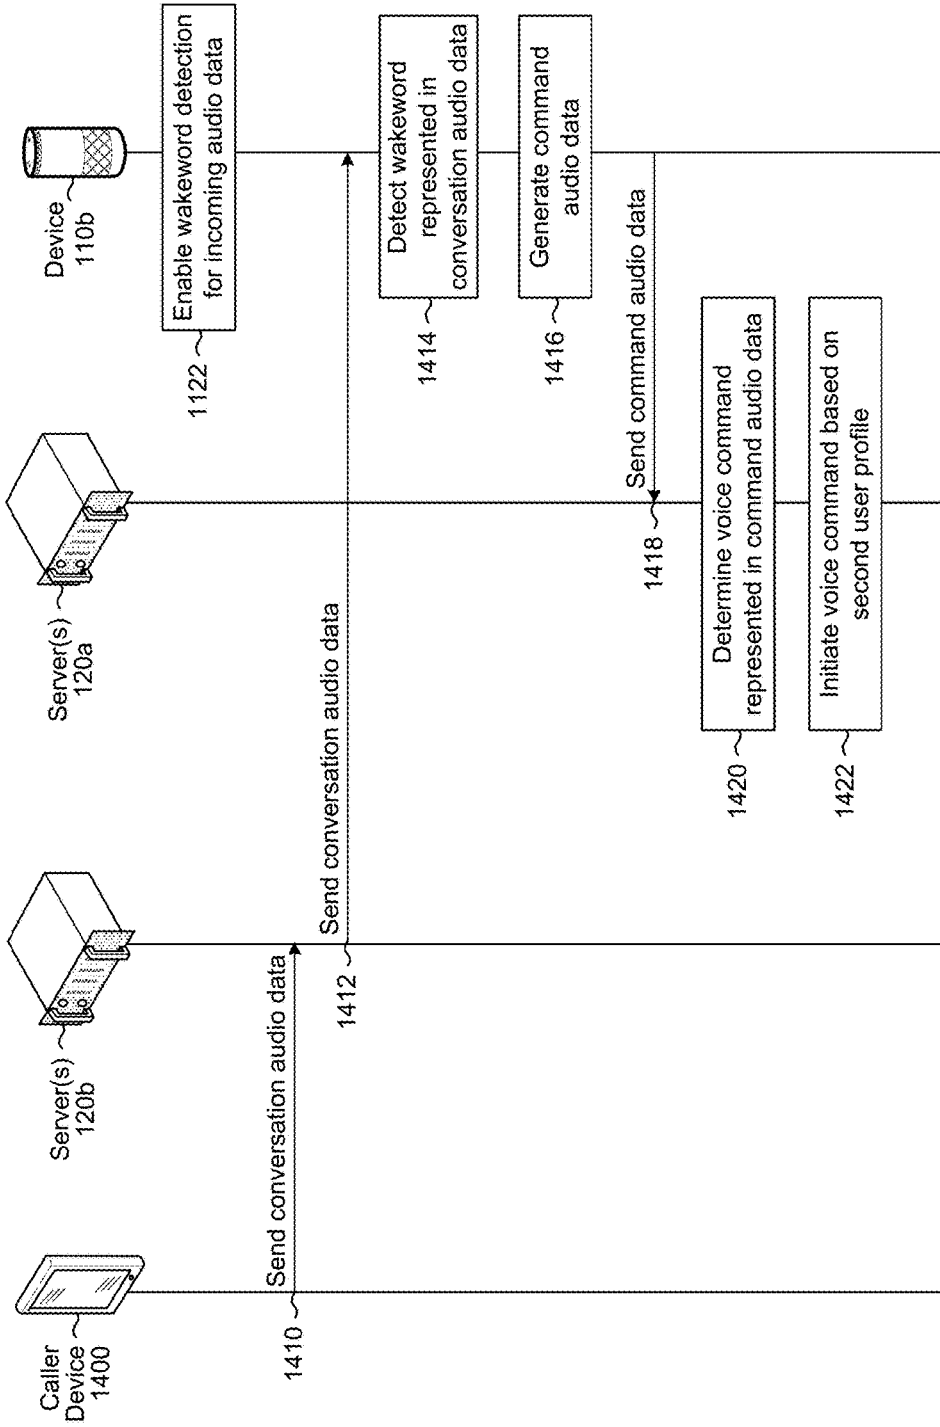 Caller
Device
1400
Server(s)
120b
Server(s)
120a
Device
110b
Enable wakeword detection
for incoming audio data
1122
Send conversation audio data
1410
Send conversation audio data
1412
Detect wakeword
represented in
conversation audio data
1414
Generate command
audio data
1416
Send command audio data
1418
Determine voice command
represented in command audio data
1420
Initiate voice command based on
second user profile
1422